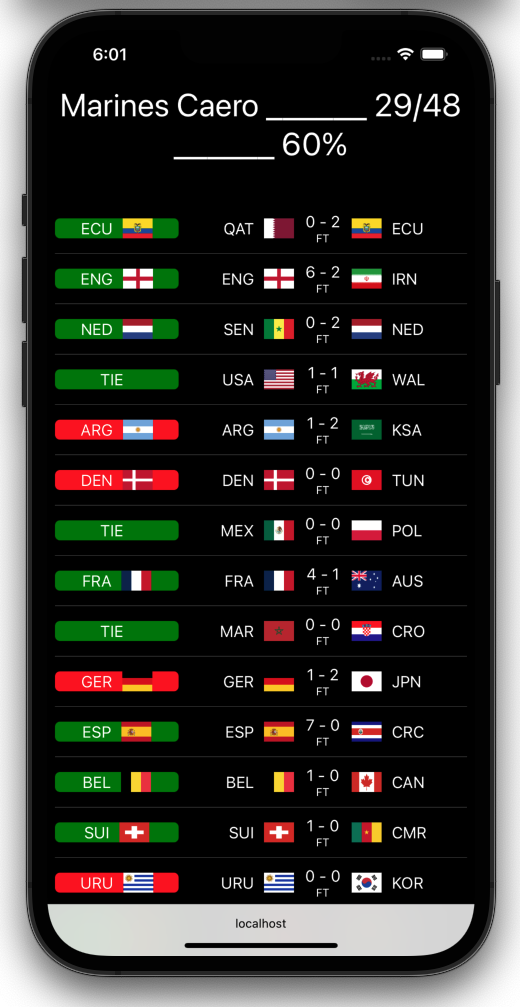 6:01
Marines Caero ______ 29/48
______ 60%
ECU QAT 0 - 2 FT ECU
ENG ENG 6 - 2 FT IRN
NED SEN 0 - 2 FT NED
TIE USA 1 - 1 FT WAL
ARG ARG 1 - 2 FT KSA
DEN DEN 0 - 0 FT TUN
TIE MEX 0 - 0 FT POL
FRA FRA 4 - 1 FT AUS
TIE MAR 0 - 0 FT CRO
GER GER 1 - 2 FT JPN
ESP ESP 7 - 0 FT CRC
BEL BEL 1 - 0 FT CAN
SUI SUI 1 - 0 FT CMR
URU URU 0 - 0 FT KOR
localhost